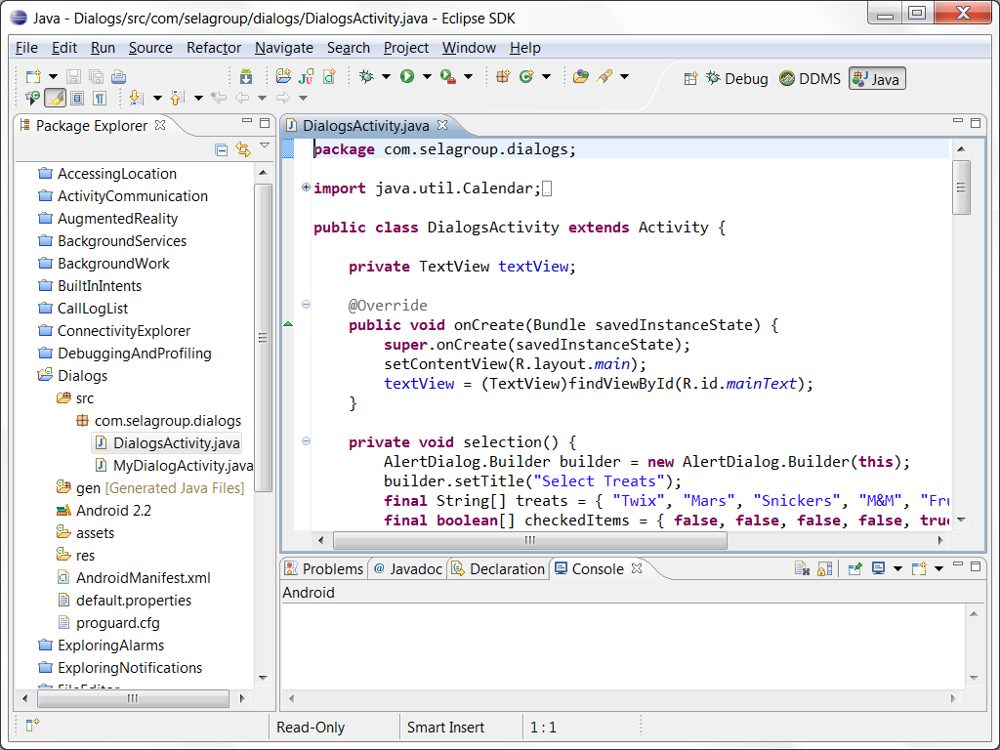 Java - Dialogs/src/com/selagroup/dialogs/DialogsActivity.java - Eclipse SDK
File Edit Run Source Refactor Navigate Search Project Window Help
Debug DDMS Java
Package Explorer
AccessingLocation
ActivityCommunication
AugmentedReality
BackgroundServices
BackgroundWork
BuiltInIntents
CallLogList
ConnectivityExplorer
DebuggingAndProfiling
Dialogs
src
com.selagroup.dialogs
DialogsActivity.java
MyDialogActivity.java
gen [Generated Java Files]
Android 2.2
assets
res
AndroidManifest.xml
default.properties
proguard.cfg
ExploringAlarms
ExploringNotifications
FileEditor
DialogsActivity.java
package com.selagroup.dialogs;
import java.util.Calendar;
public class DialogsActivity extends Activity {
private TextView textView;
@Override
public void onCreate(Bundle savedInstanceState) {
super.onCreate(savedInstanceState);
setContentView(R.layout.main);
textView = (TextView)findViewById(R.id.mainText);
}
private void selection() {
AlertDialog.Builder builder = new AlertDialog.Builder(this);
builder.setTitle("Select Treats");
final String[] treats = { "Twix", "Mars", "Snickers", "M&M", "Fru
final boolean[] checkedItems = { false, false, false, false, true
Problems @ Javadoc Declaration Console
Android
Read-Only Smart Insert 1 : 1